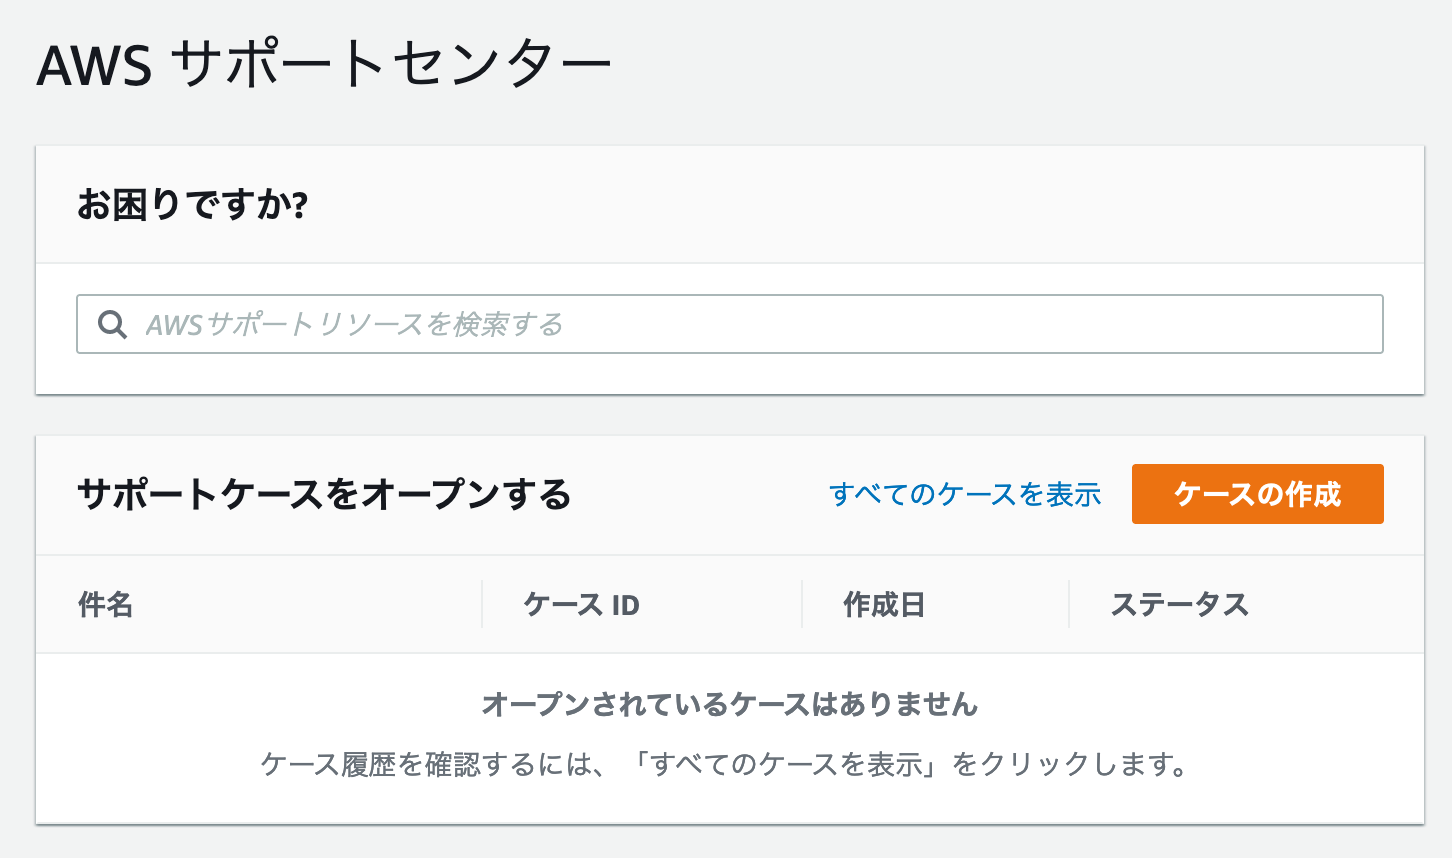 AWS サポートセンター
お困りですか?
AWSサポートリソースを検索する
サポートケースをオープンする すべてのケースを表示 ケースの作成
件名 ケース ID 作成日 ステータス
オープンされているケースはありません
ケース履歴を確認するには、「すべてのケースを表示」をクリックします。